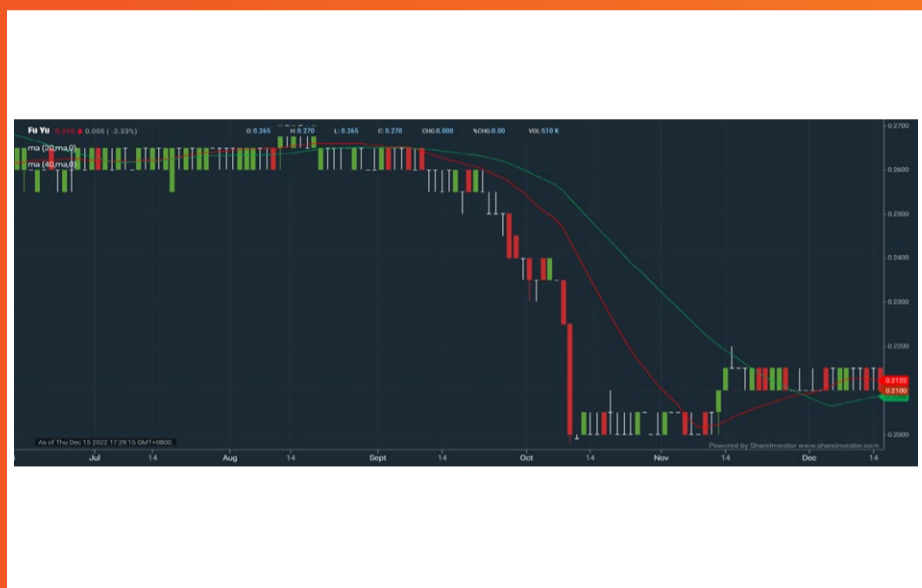 Fu Yu 0.210 0.005 ( -2.33%) O:0.265 H:0.270 L:0.265 C:0.270 CHG:0.000 %CHG:0.00 VOL:510 K
ma (20,ma,0)
ma (40,ma,0)
0.2700
0.2600
0.2500
0.2400
0.2300
0.2200
0.2122
0.2100
0.2000
As of Thu Dec 15 2022 17:29:15 GMT+0800
Powered by ShareInvestor www.shareinvestor.com
Jul 14 Aug 14 Sept 14 Oct 14 Nov 14 Dec 14